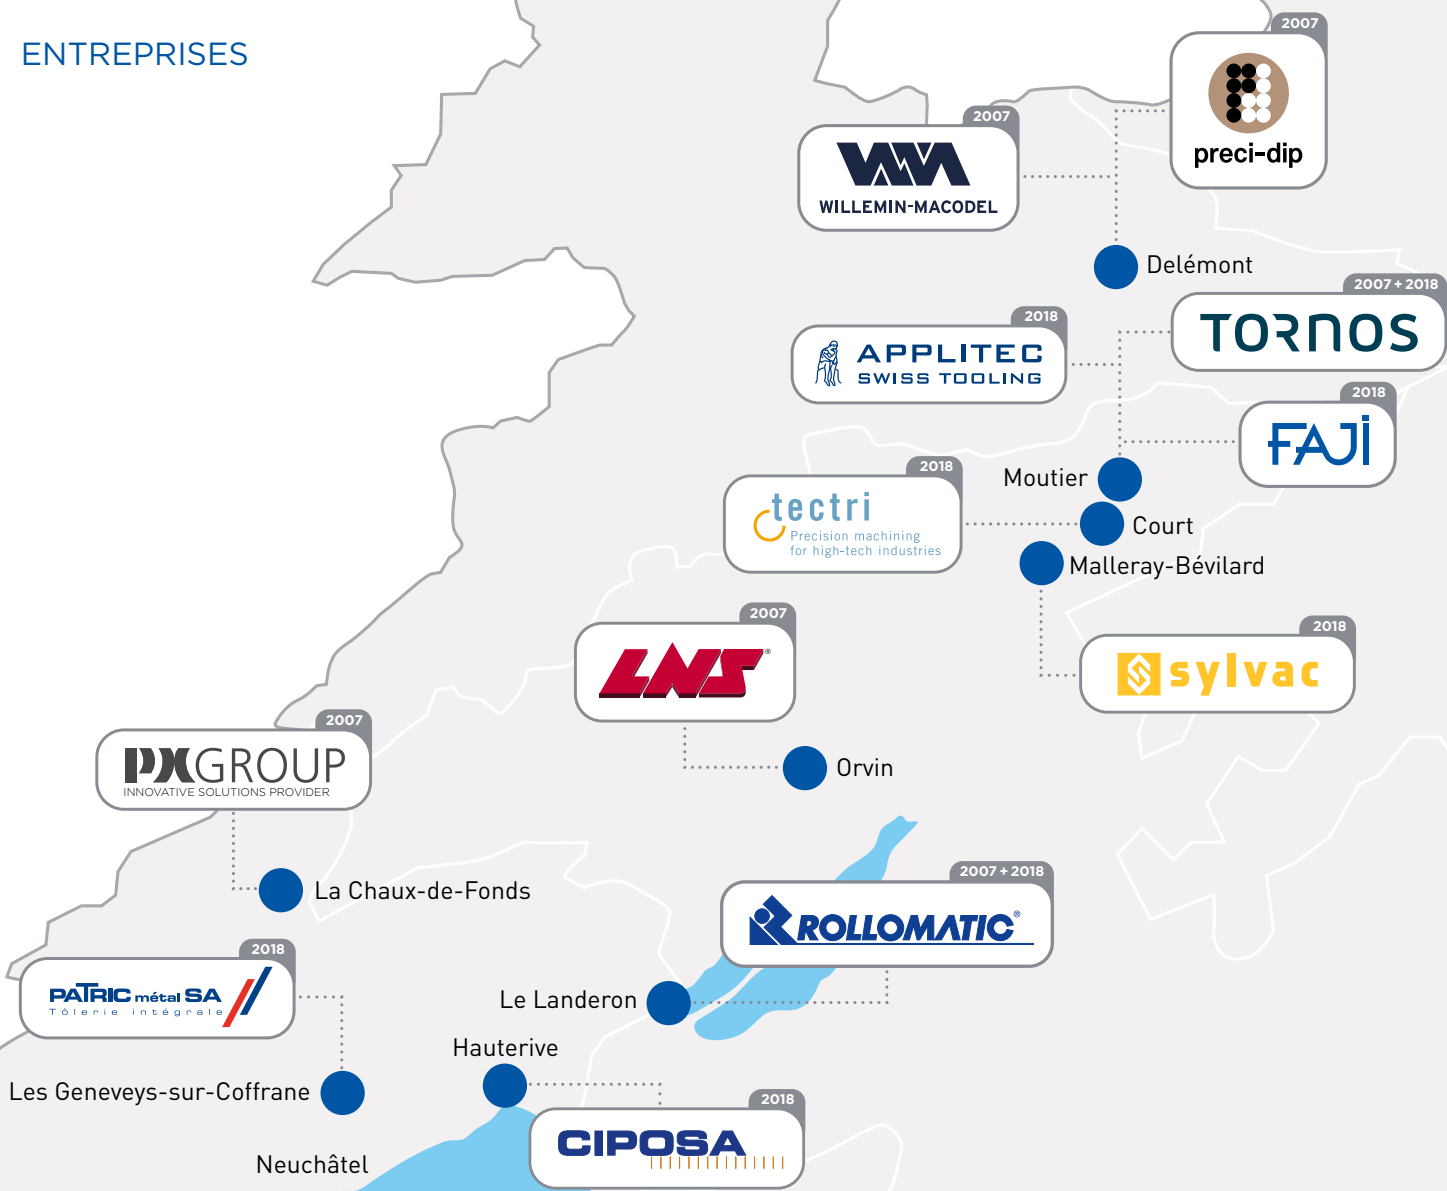 ENTREPRISES
2007
preci-dip
2007
WILLEMIN-MACODEL
Delémont
2007 + 2018
TORNOS
2018
APPLITEC
SWISS TOOLING
2018
FAJI
Moutier
2018
tectri
Precision machining
for high-tech industries
Court
Malleray-Bévilard
2018
sylvac
2007
LNS®
Orvin
2007
PXGROUP
INNOVATIVE SOLUTIONS PROVIDER
La Chaux-de-Fonds
2007 + 2018
ROLLOMATIC®
Le Landeron
2018
PATRIC métal SA
Tôlerie intégrale
Les Geneveys-sur-Coffrane
Hauterive
2018
CIPOSA
Neuchâtel